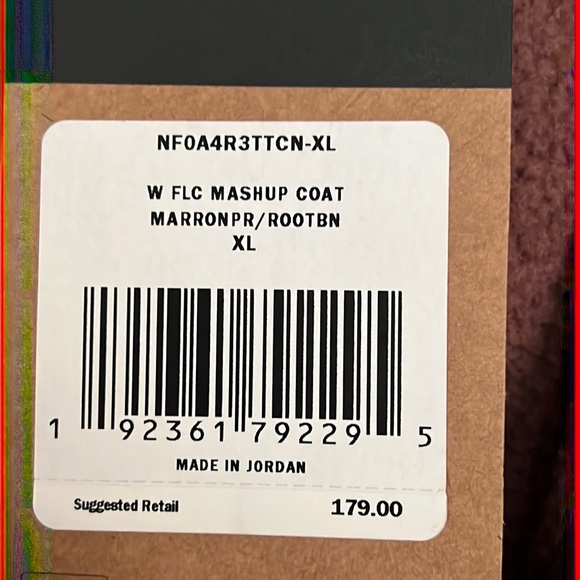 NF0A4R3TTCN-XL
W FLC MASHUP COAT
MARRONPR/ROOTBN
XL
1 92361 79229 5
MADE IN JORDAN
Suggested Retail 179.00